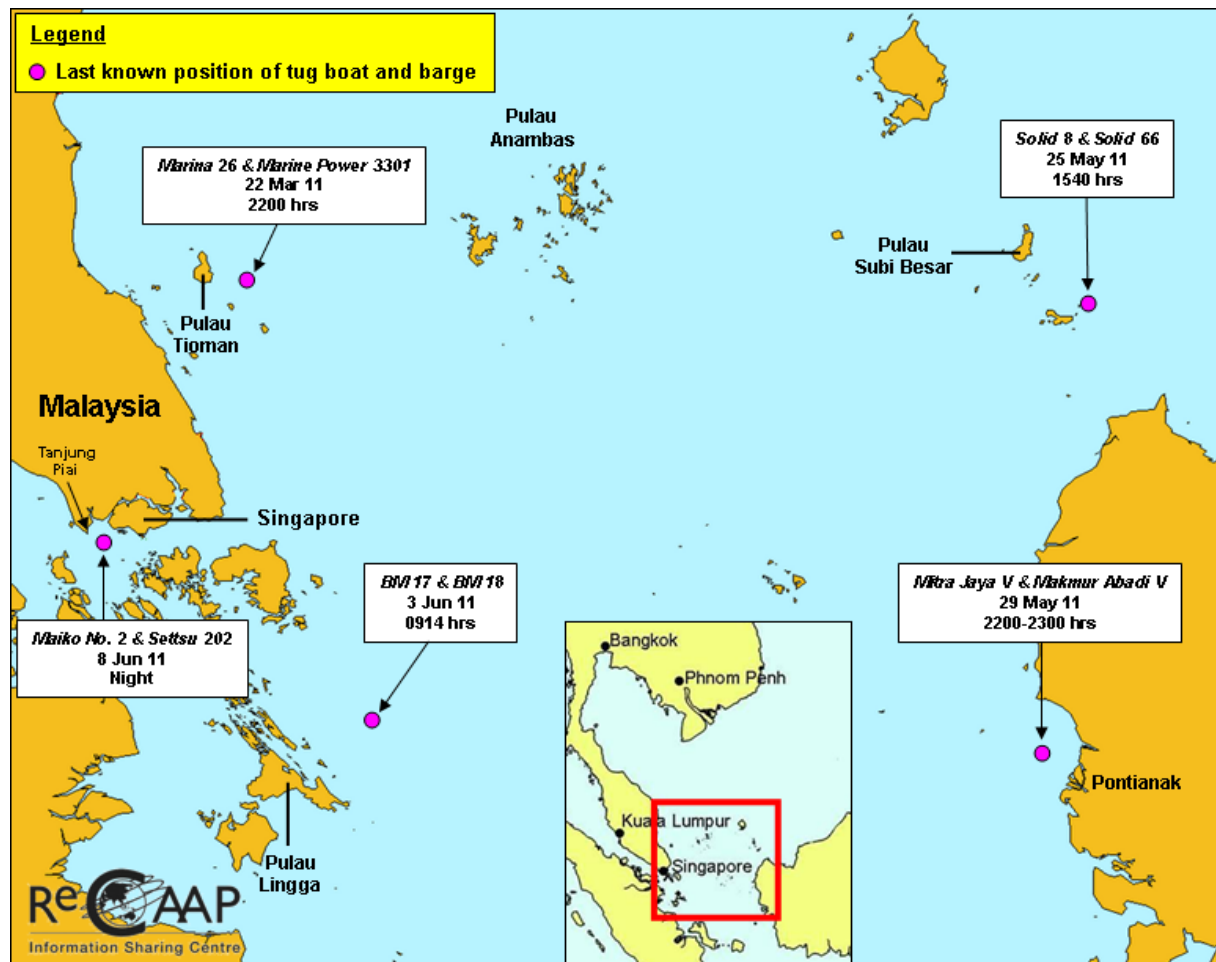 Legend
Last known position of tug boat and barge
Pulau
Anambas
Solid 8 & Solid 66
25 May 11
1540 hrs
Marina 26 & Marine Power 3301
22 Mar 11
2200 hrs
Pulau
Subi Besar
Pulau
Tioman
Malaysia
Tanjung
Piai
Singapore
BM 17 & BM 18
3 Jun 11
0914 hrs
Mitra Jaya V & Makmur Abadi V
29 May 11
2200-2300 hrs
Maiko No. 2 & Settsu 202
8 Jun 11
Night
Bangkok
Phnom Penh
Kuala Lumpur
Singapore
Pontianak
Pulau
Lingga
ReCAAP
Information Sharing Centre